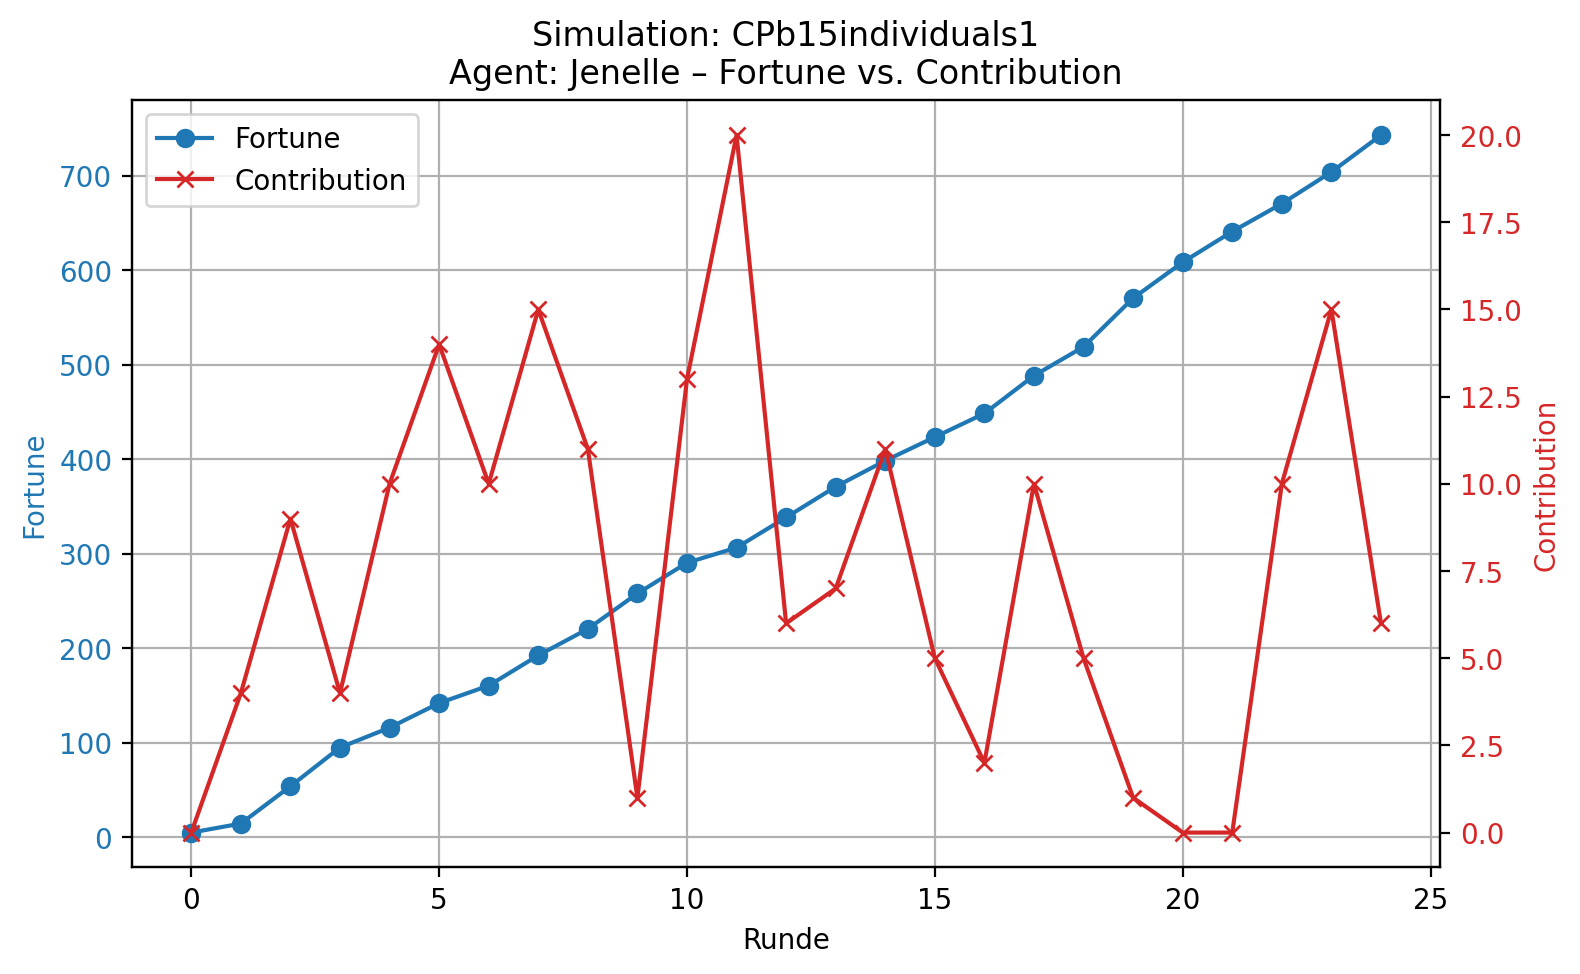 Simulation: CPb15individuals1
Agent: Jenelle – Fortune vs. Contribution
Fortune
Contribution
700
600
500
400
300
200
100
0
Fortune
20.0
17.5
15.0
12.5
10.0
7.5
5.0
2.5
0.0
Contribution
0 5 10 15 20 25
Runde